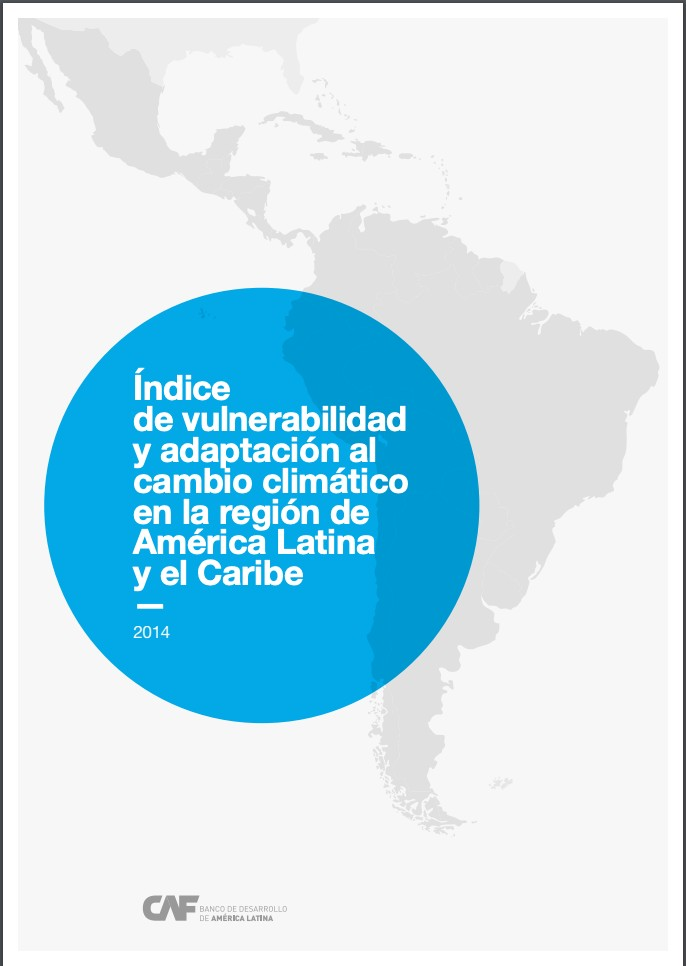 Índice
de vulnerabilidad
y adaptación al
cambio climático
en la región de
América Latina
y el Caribe
2014
CAF BANCO DE DESARROLLO
DE AMÉRICA LATINA